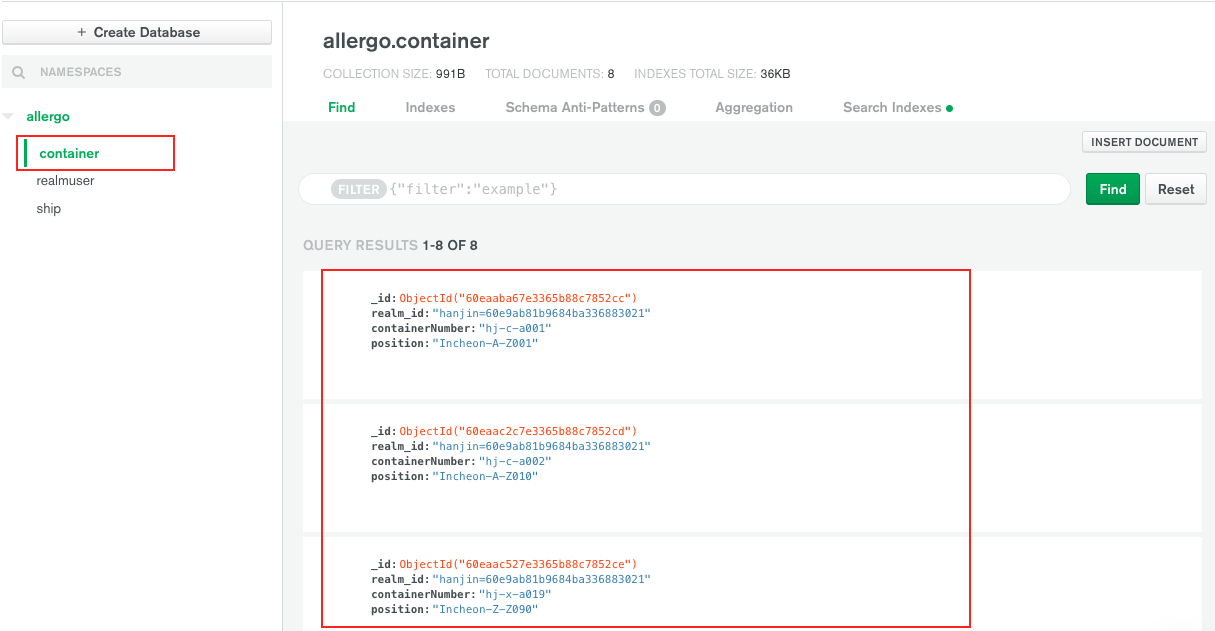 + Create Database
NAMESPACES
allergo
container
realmuser
ship
allergo.container
COLLECTION SIZE: 991B TOTAL DOCUMENTS: 8 INDEXES TOTAL SIZE: 36KB
Find Indexes Schema Anti-Patterns 0 Aggregation Search Indexes
INSERT DOCUMENT
FILTER {"filter":"example"} Find Reset
QUERY RESULTS 1-8 OF 8
_id: ObjectId("60eaaba67e3365b88c7852cc")
realm_id: "hanjin=60e9ab81b9684ba336883021"
containerNumber: "hj-c-a001"
position: "Incheon-A-Z001"
_id: ObjectId("60eaac2c7e3365b88c7852cd")
realm_id: "hanjin=60e9ab81b9684ba336883021"
containerNumber: "hj-c-a002"
position: "Incheon-A-Z010"
_id: ObjectId("60eaac527e3365b88c7852ce")
realm_id: "hanjin=60e9ab81b9684ba336883021"
containerNumber: "hj-x-a019"
position: "Incheon-Z-Z090"